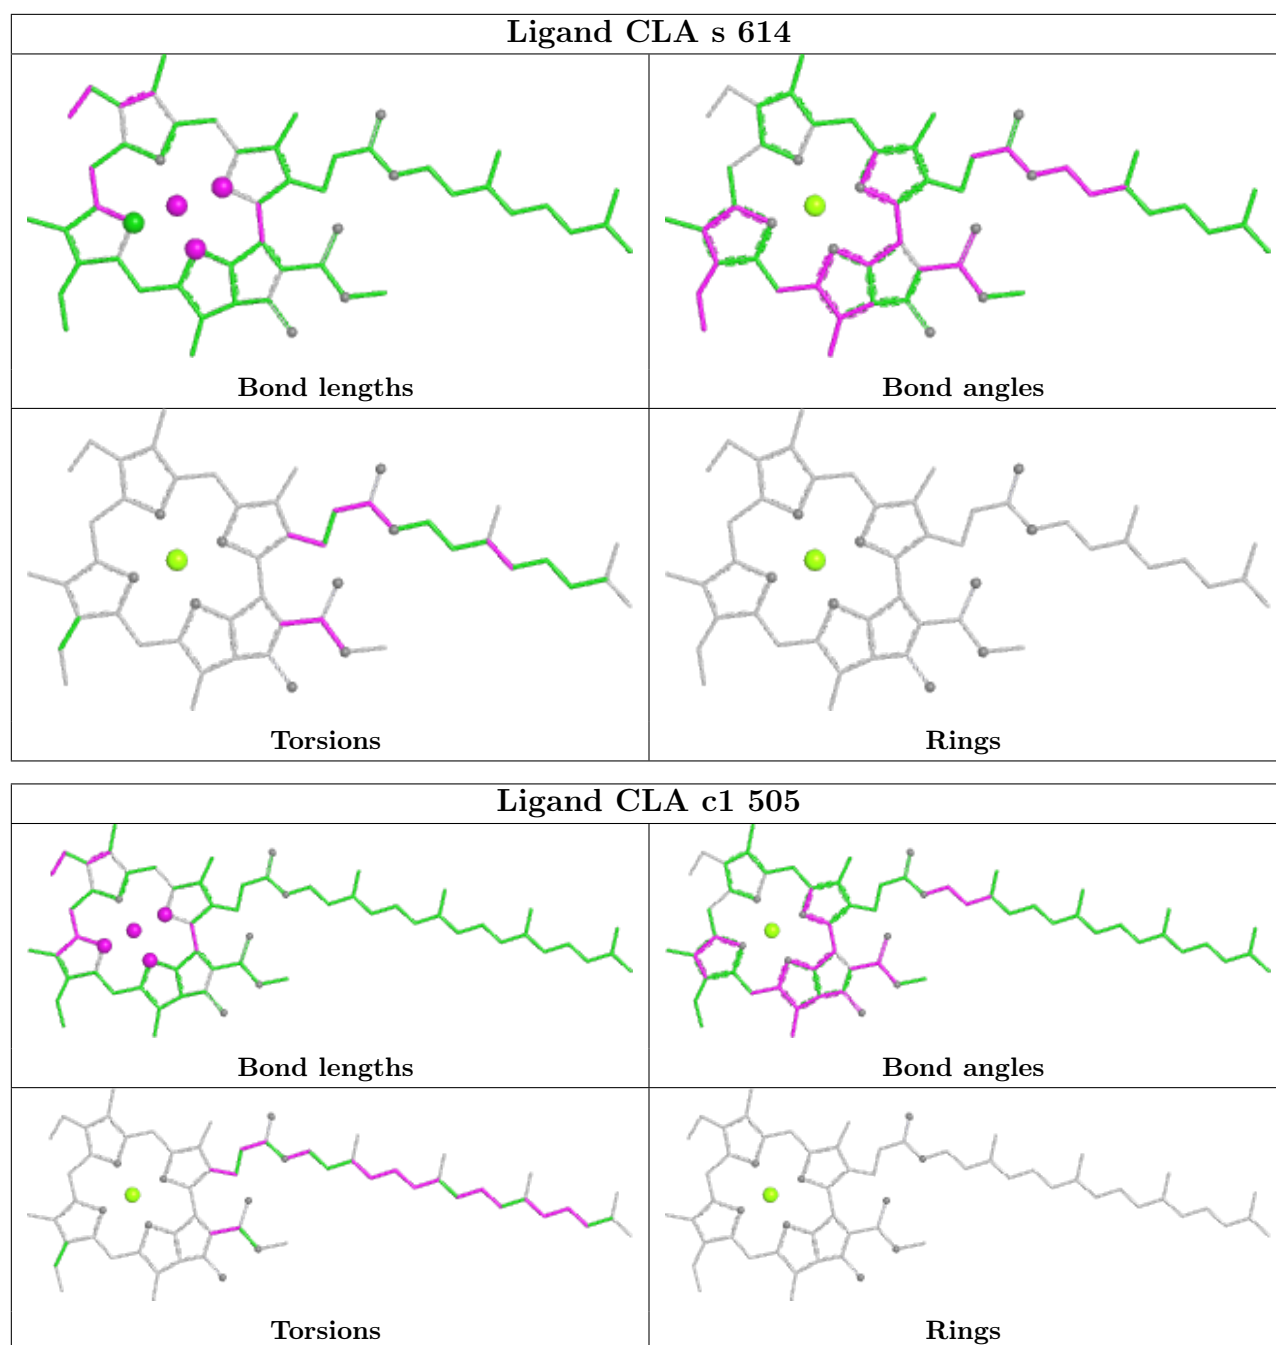 Ligand CLA s 614
Bond lengths
Bond angles
Torsions
Rings
Ligand CLA c1 505
Bond lengths
Bond angles
Torsions
Rings